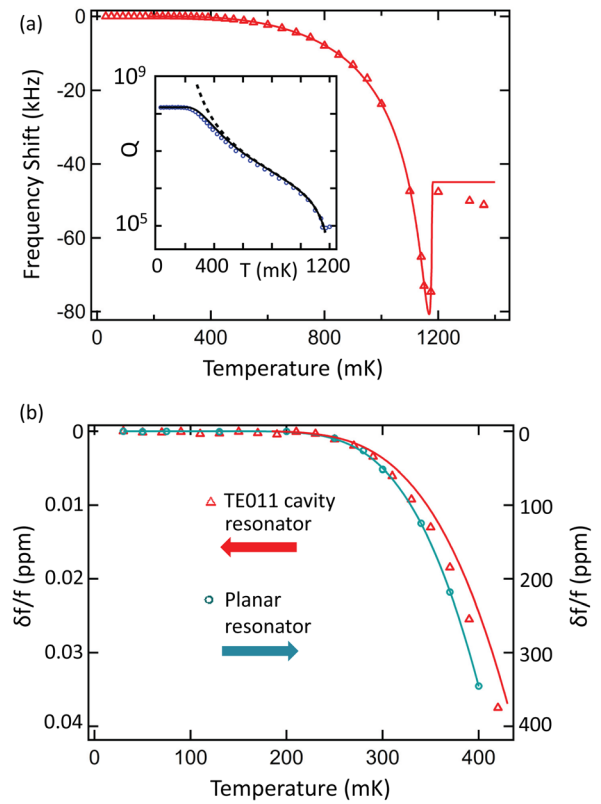 (a)
0
-20
-40
-60
-80
Frequency Shift (kHz)
10⁹
Q
10⁵
400
T (mK)
1200
0
400
800
1200
Temperature (mK)
(b)
0
0.01
0.02
0.03
0.04
δf/f (ppm)
TE011 cavity
resonator
Planar
resonator
0
100
200
300
400
δf/f (ppm)
0
100
200
300
400
Temperature (mK)